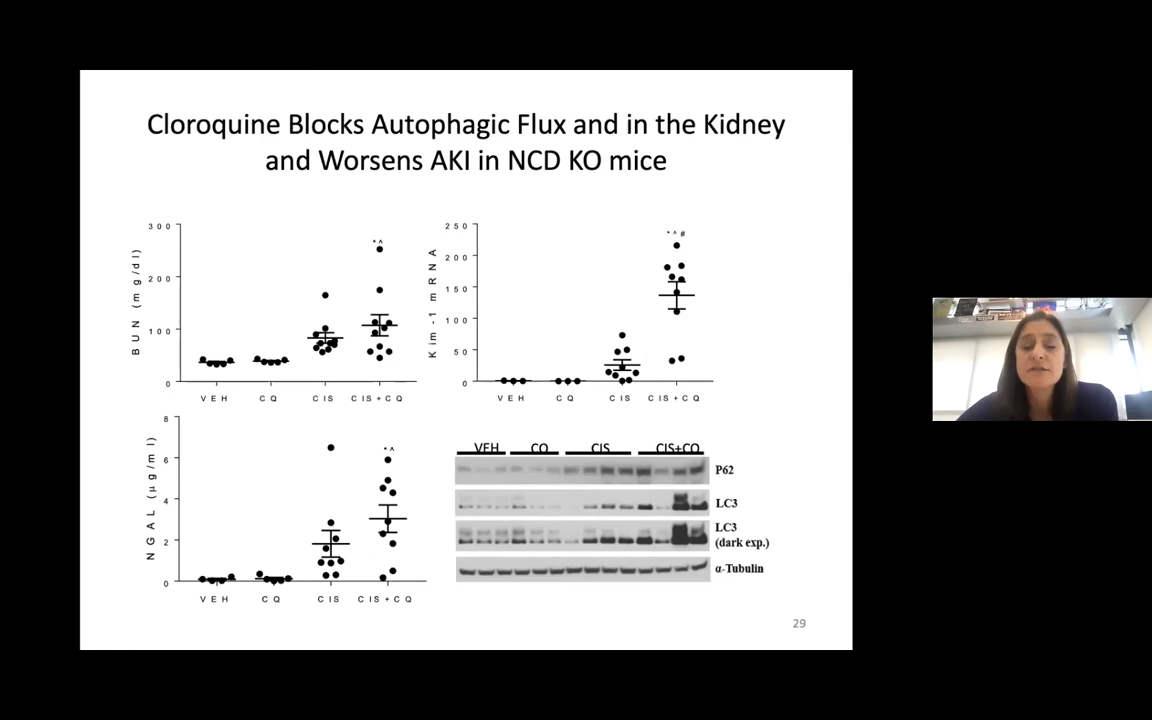 Cloroquine Blocks Autophagic Flux and in the Kidney
and Worsens AKI in NCD KO mice
BUN (mg/dl)
300
200
100
0
* ^
VEH CQ CIS CIS+CQ
Kim-1 mRNA
250
200
150
100
50
0
* ^ #
VEH CQ CIS CIS+CQ
NGAL (µg/ml)
8
6
4
2
0
* ^
VEH CQ CIS CIS+CQ
VEH CQ CIS CIS+CQ
P62
LC3
LC3
(dark exp.)
α-Tubulin
29